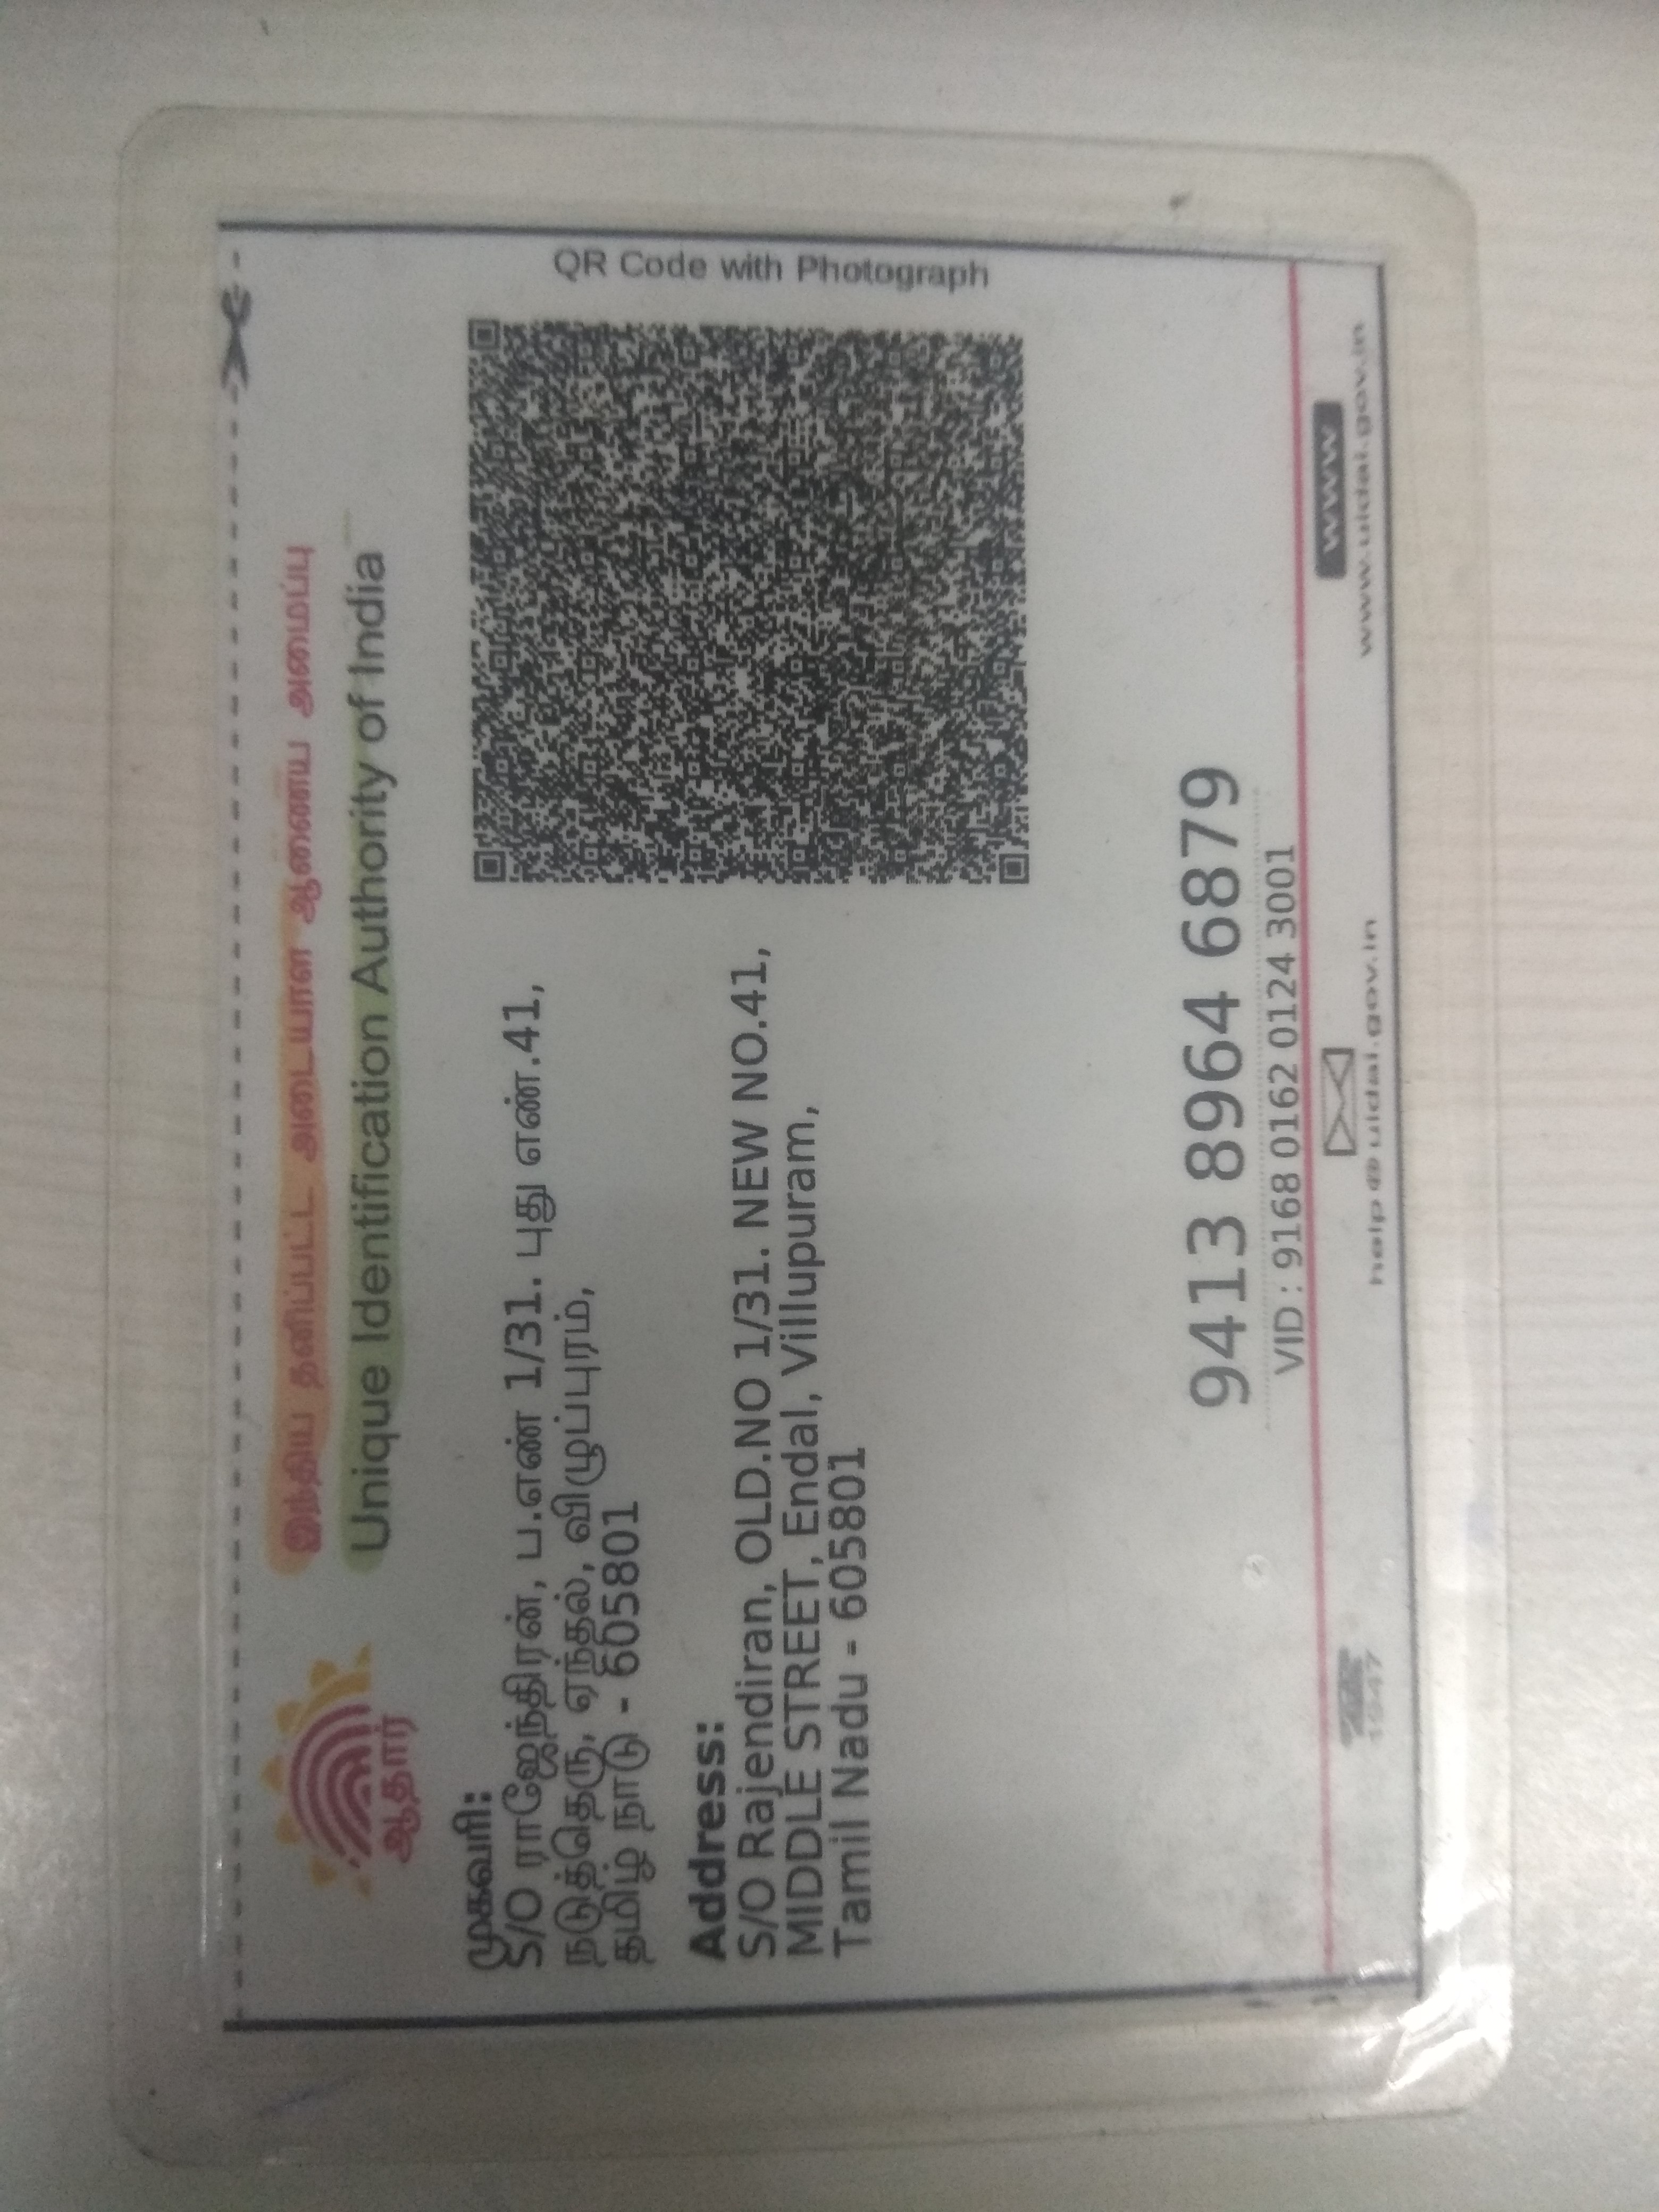 இந்திய தனிப்பட்ட அடையாள ஆணைய அமைப்பு
Unique Identification Authority of India
ஆதார்
முகவரி:
S/O ராஜேந்திரன், ப.எண் 1/31. புது எண்.41,
நடுத்தெரு, ஏந்தல், விழுப்புரம்,
தமிழ் நாடு - 605801
Address:
S/O Rajendiran, OLD.NO 1/31. NEW NO.41,
MIDDLE STREET, Endal, Villupuram,
Tamil Nadu - 605801
QR Code with Photograph
9413 8964 6879
VID : 9168 0162 0124 3001
1947
help@uidai.gov.in
www
www.uidai.gov.in